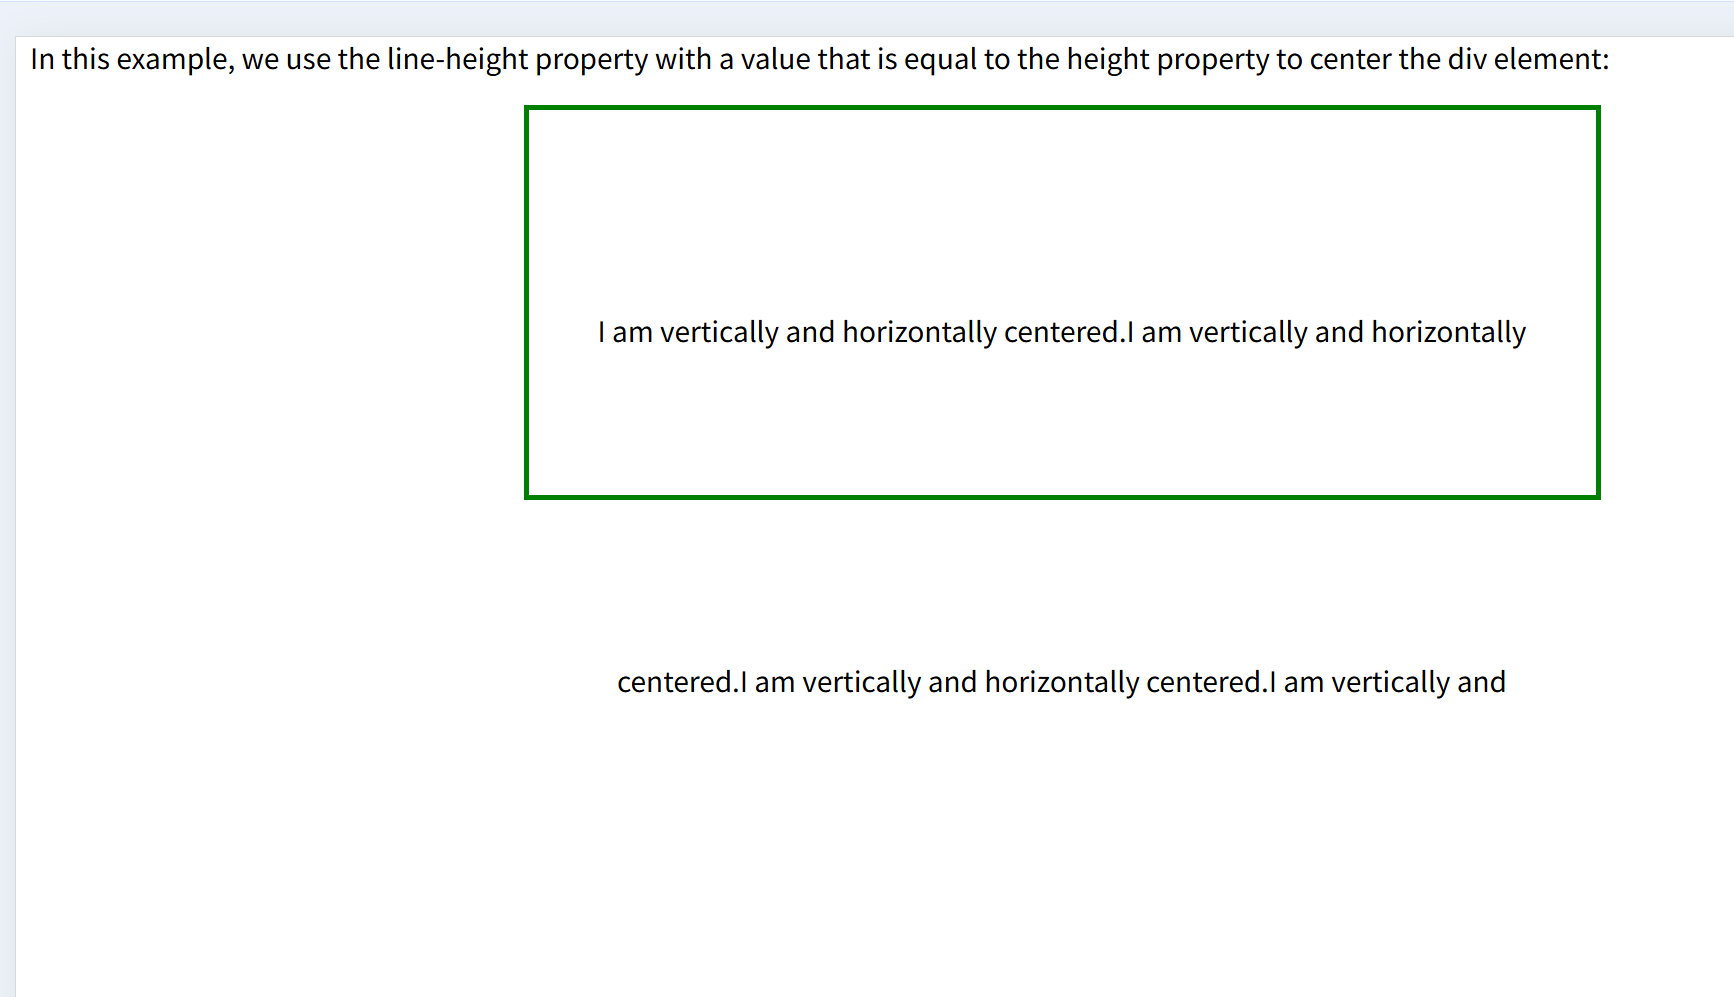 In this example, we use the line-height property with a value that is equal to the height property to center the div element:
I am vertically and horizontally centered.I am vertically and horizontally
centered.I am vertically and horizontally centered.I am vertically and